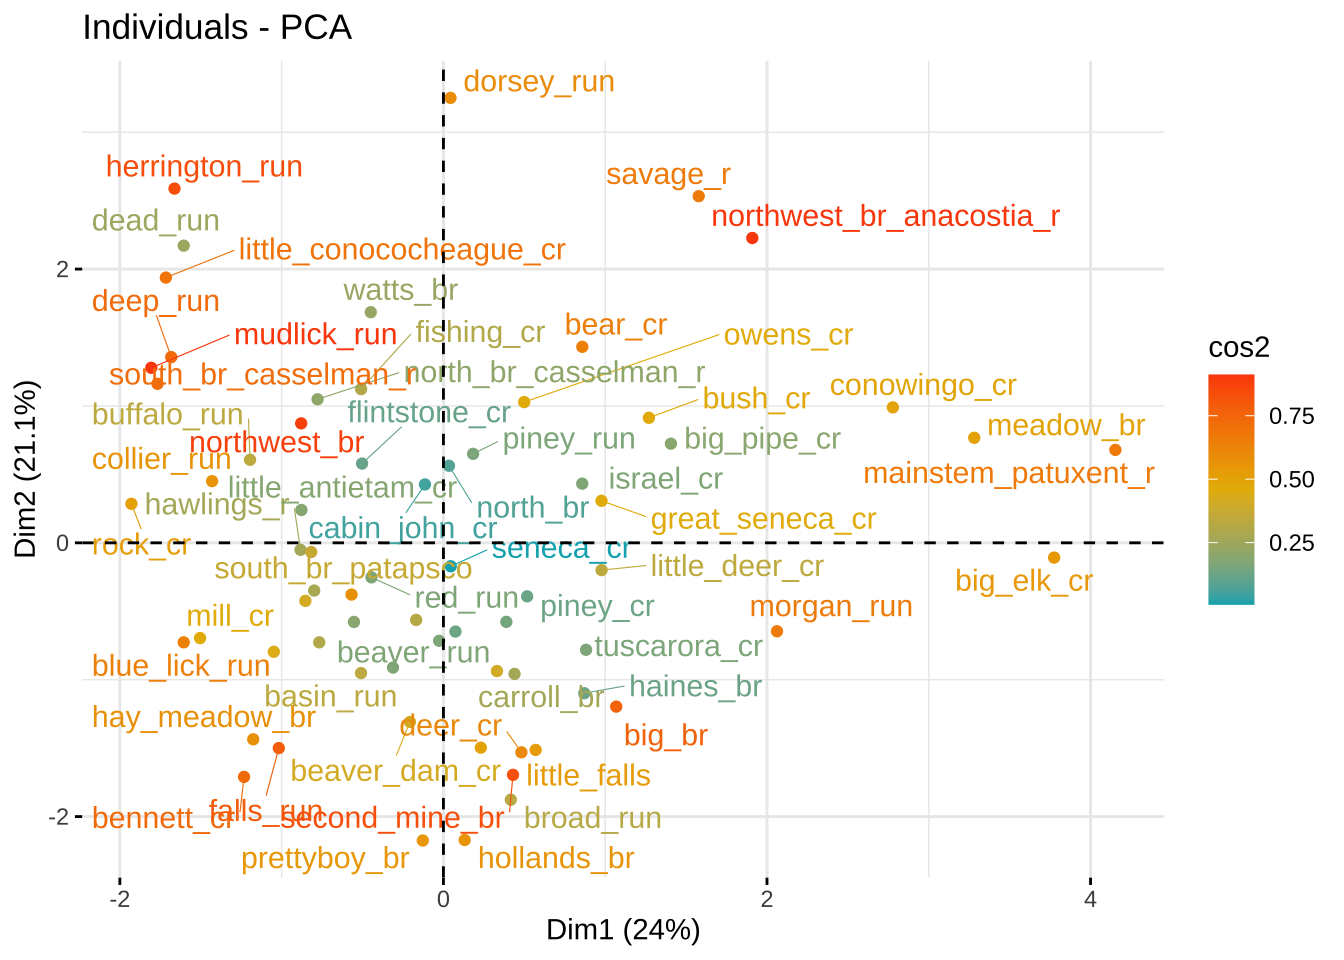 Individuals - PCA
dorsey_run
herrington_run
savage_r
northwest_br_anacostia_r
dead_run
little_conococheague_cr
watts_br
deep_run
mudlick_run
fishing_cr
bear_cr
owens_cr
south_br_casselman_r
north_br_casselman_r
conowingo_cr
bush_cr
buffalo_run
flintstone_cr
meadow_br
northwest_br
piney_run
big_pipe_cr
collier_run
mainstem_patuxent_r
little_antietam_cr
israel_cr
hawlings_r
north_br
great_seneca_cr
cabin_john_cr
rock_cr
seneca_cr
south_br_patapsco
little_deer_cr
big_elk_cr
red_run
piney_cr
morgan_run
mill_cr
beaver_run
tuscarora_cr
blue_lick_run
haines_br
basin_run
carroll_br
hay_meadow_br
deer_cr
big_br
beaver_dam_cr
little_falls
falls_run
bennett_cr
second_mine_br
broad_run
prettyboy_br
hollands_br
2
0
-2
-2
0
2
4
Dim1 (24%)
Dim2 (21.1%)
cos2
0.75
0.50
0.25